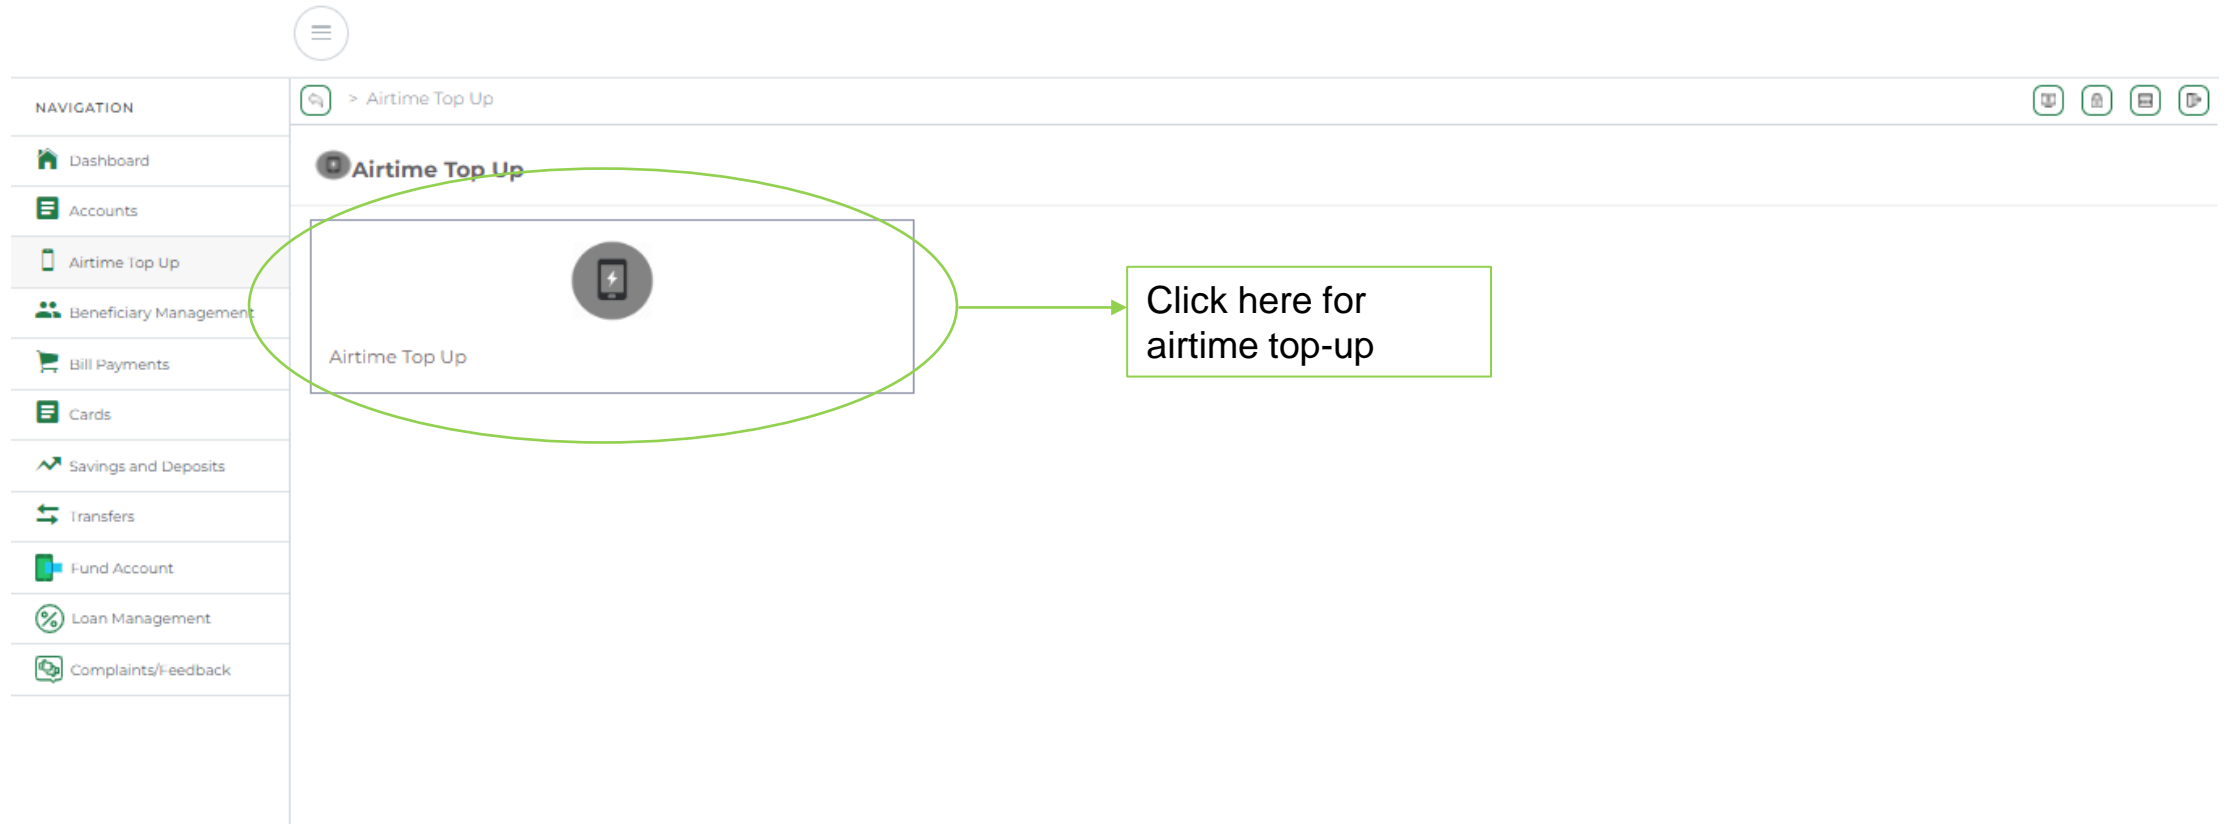 NAVIGATION
> Airtime Top Up
Dashboard
Accounts
Airtime Top Up
Beneficiary Management
Bill Payments
Cards
Savings and Deposits
Transfers
Fund Account
Loan Management
Complaints/Feedback
Airtime Top Up
Airtime Top Up
Click here for
airtime top-up